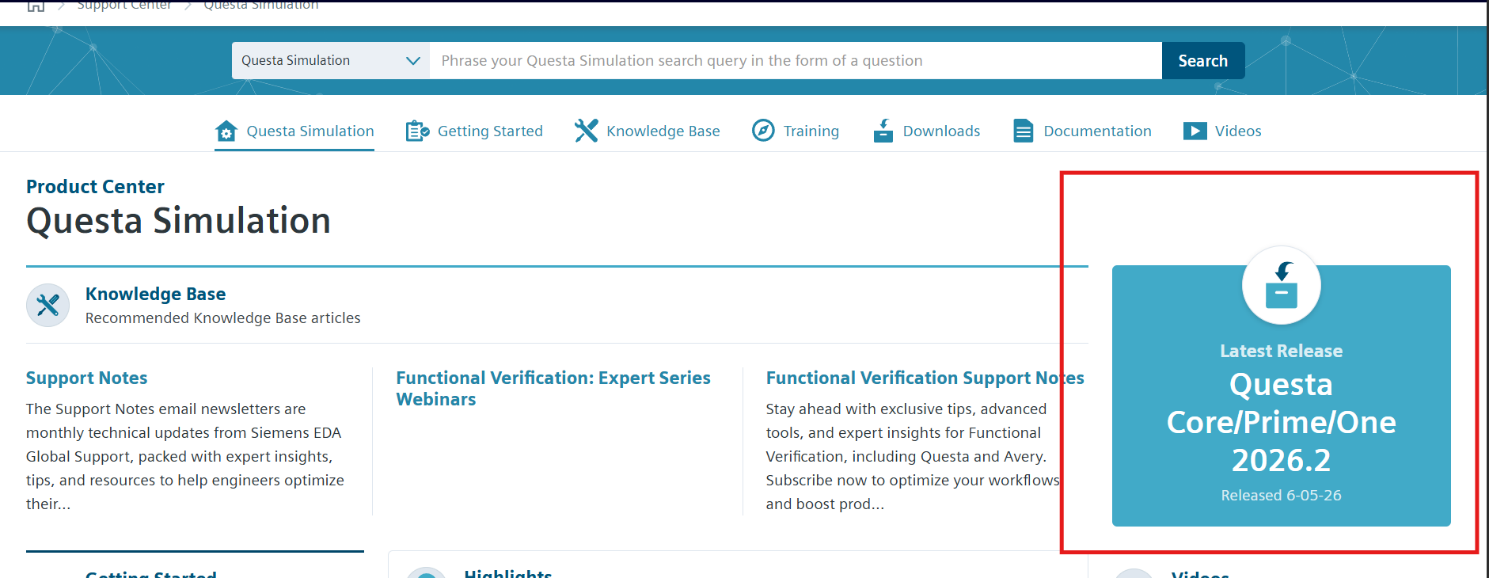 Support Center > Questa Simulation
Questa Simulation
Phrase your Questa Simulation search query in the form of a question
Search
Questa Simulation
Getting Started
Knowledge Base
Training
Downloads
Documentation
Videos
Product Center
Questa Simulation
Knowledge Base
Recommended Knowledge Base articles
Support Notes
The Support Notes email newsletters are
monthly technical updates from Siemens EDA
Global Support, packed with expert insights,
tips, and resources to help engineers optimize
their...
Functional Verification: Expert Series
Webinars
Functional Verification Support Notes
Stay ahead with exclusive tips, advanced
tools, and expert insights for Functional
Verification, including Questa and Avery.
Subscribe now to optimize your workflows
and boost prod...
Latest Release
Questa
Core/Prime/One
2026.2
Released 6-05-26
Getting Started
Highlights
Videos